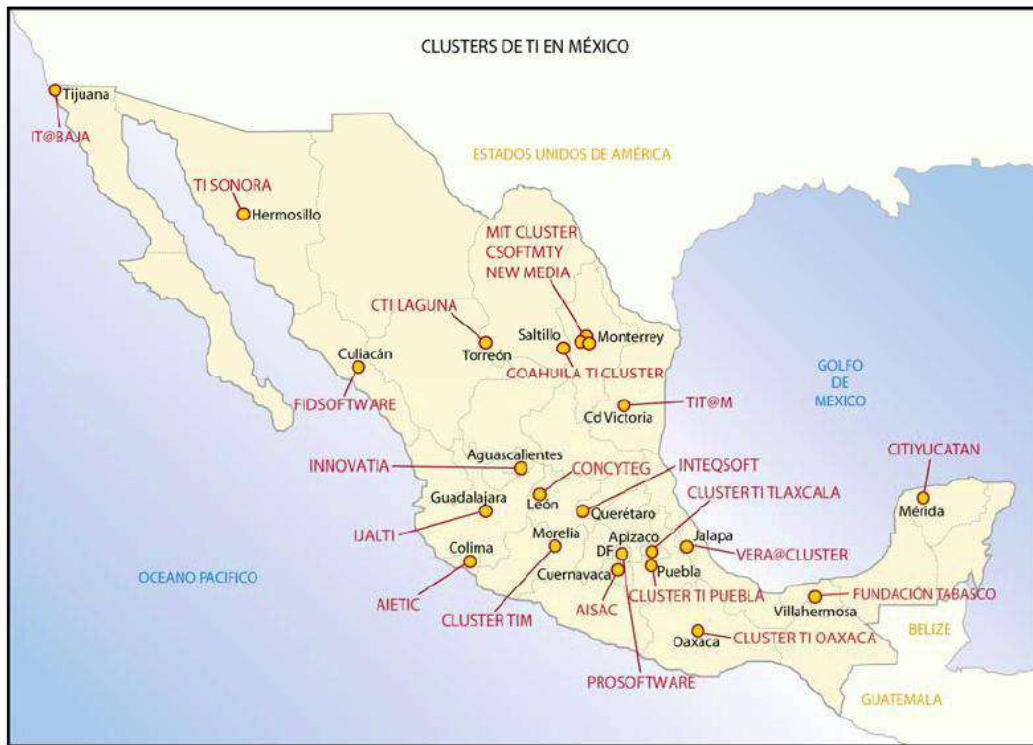 CLUSTERS DE TI EN MÉXICO
Tijuana
IT@BAJA
ESTADOS UNIDOS DE AMÉRICA
TI SONORA
Hermosillo
MIT CLUSTER
CSOFTMTY
NEW MEDIA
CTI LAGUNA
Saltillo
Monterrey
Torreón
Culiacán
COAHUILA TI CLUSTER
GOLFO
DE
MEXICO
FIDSOFTWARE
TIT@M
Cd Victoria
Aguascalientes
INNOVATIA
CONCYTEG
INTEQSOFT
CITIYUCATAN
CLUSTER TI TLAXCALA
Guadalajara
León
Querétaro
Mérida
IJALTI
Morelia
Apizaco
Jalapa
Colima
DF
VERA@CLUSTER
OCEANO PACIFICO
Cuernavaca
Puebla
AIETIC
AISAC
CLUSTER TI PUEBLA
FUNDACIÓN TABASCO
Villahermosa
CLUSTER TIM
BELIZE
Oaxaca
CLUSTER TI OAXACA
PROSOFTWARE
GUATEMALA